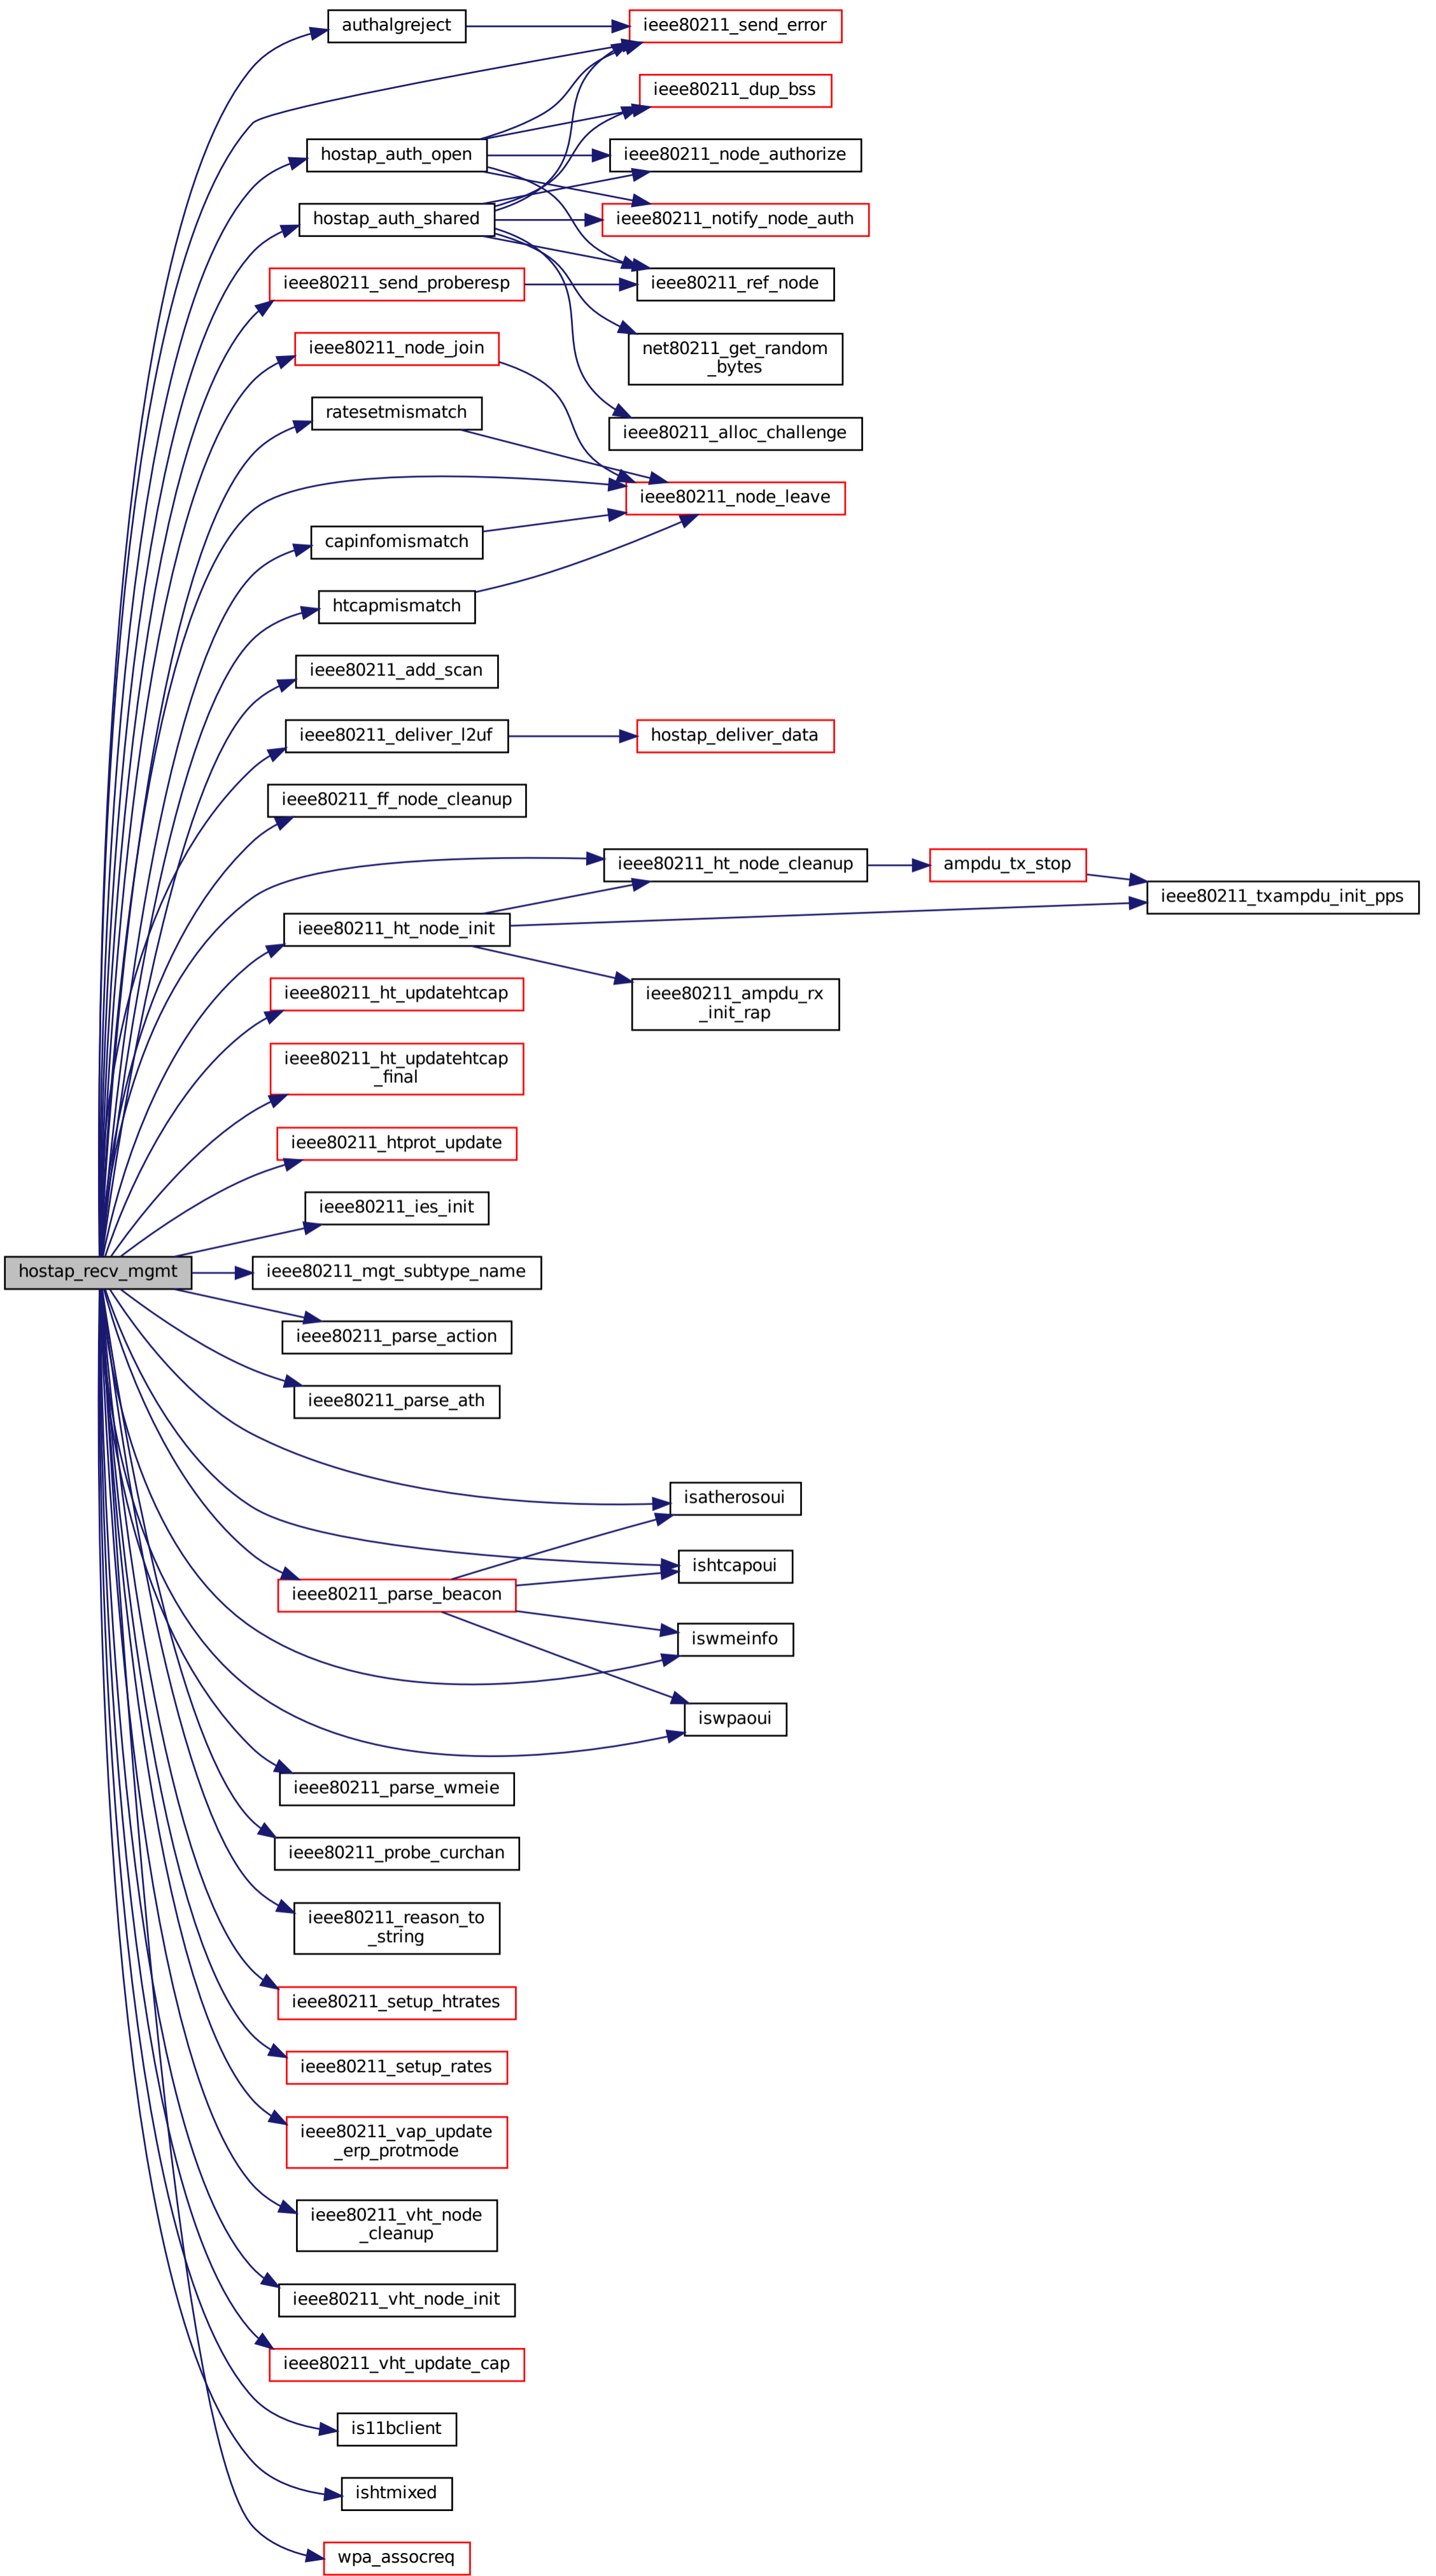 authalgreject
ieee80211_send_error
ieee80211_dup_bss
hostap_auth_open
ieee80211_node_authorize
hostap_auth_shared
ieee80211_notify_node_auth
ieee80211_send_proberesp
ieee80211_ref_node
ieee80211_node_join
net80211_get_random
_bytes
ratesetmismatch
ieee80211_alloc_challenge
ieee80211_node_leave
capinfomismatch
htcapmismatch
ieee80211_add_scan
ieee80211_deliver_l2uf
hostap_deliver_data
ieee80211_ff_node_cleanup
ieee80211_ht_node_cleanup
ampdu_tx_stop
ieee80211_txampdu_init_pps
ieee80211_ht_node_init
ieee80211_ht_updatehtcap
ieee80211_ampdu_rx
_init_rap
ieee80211_ht_updatehtcap
_final
ieee80211_htprot_update
ieee80211_ies_init
hostap_recv_mgmt
ieee80211_mgt_subtype_name
ieee80211_parse_action
ieee80211_parse_ath
isatherosoui
ishtcapoui
ieee80211_parse_beacon
iswmeinfo
iswpaoui
ieee80211_parse_wmeie
ieee80211_probe_curchan
ieee80211_reason_to
_string
ieee80211_setup_htrates
ieee80211_setup_rates
ieee80211_vap_update
_erp_protmode
ieee80211_vht_node
_cleanup
ieee80211_vht_node_init
ieee80211_vht_update_cap
is11bclient
ishtmixed
wpa_assocreq